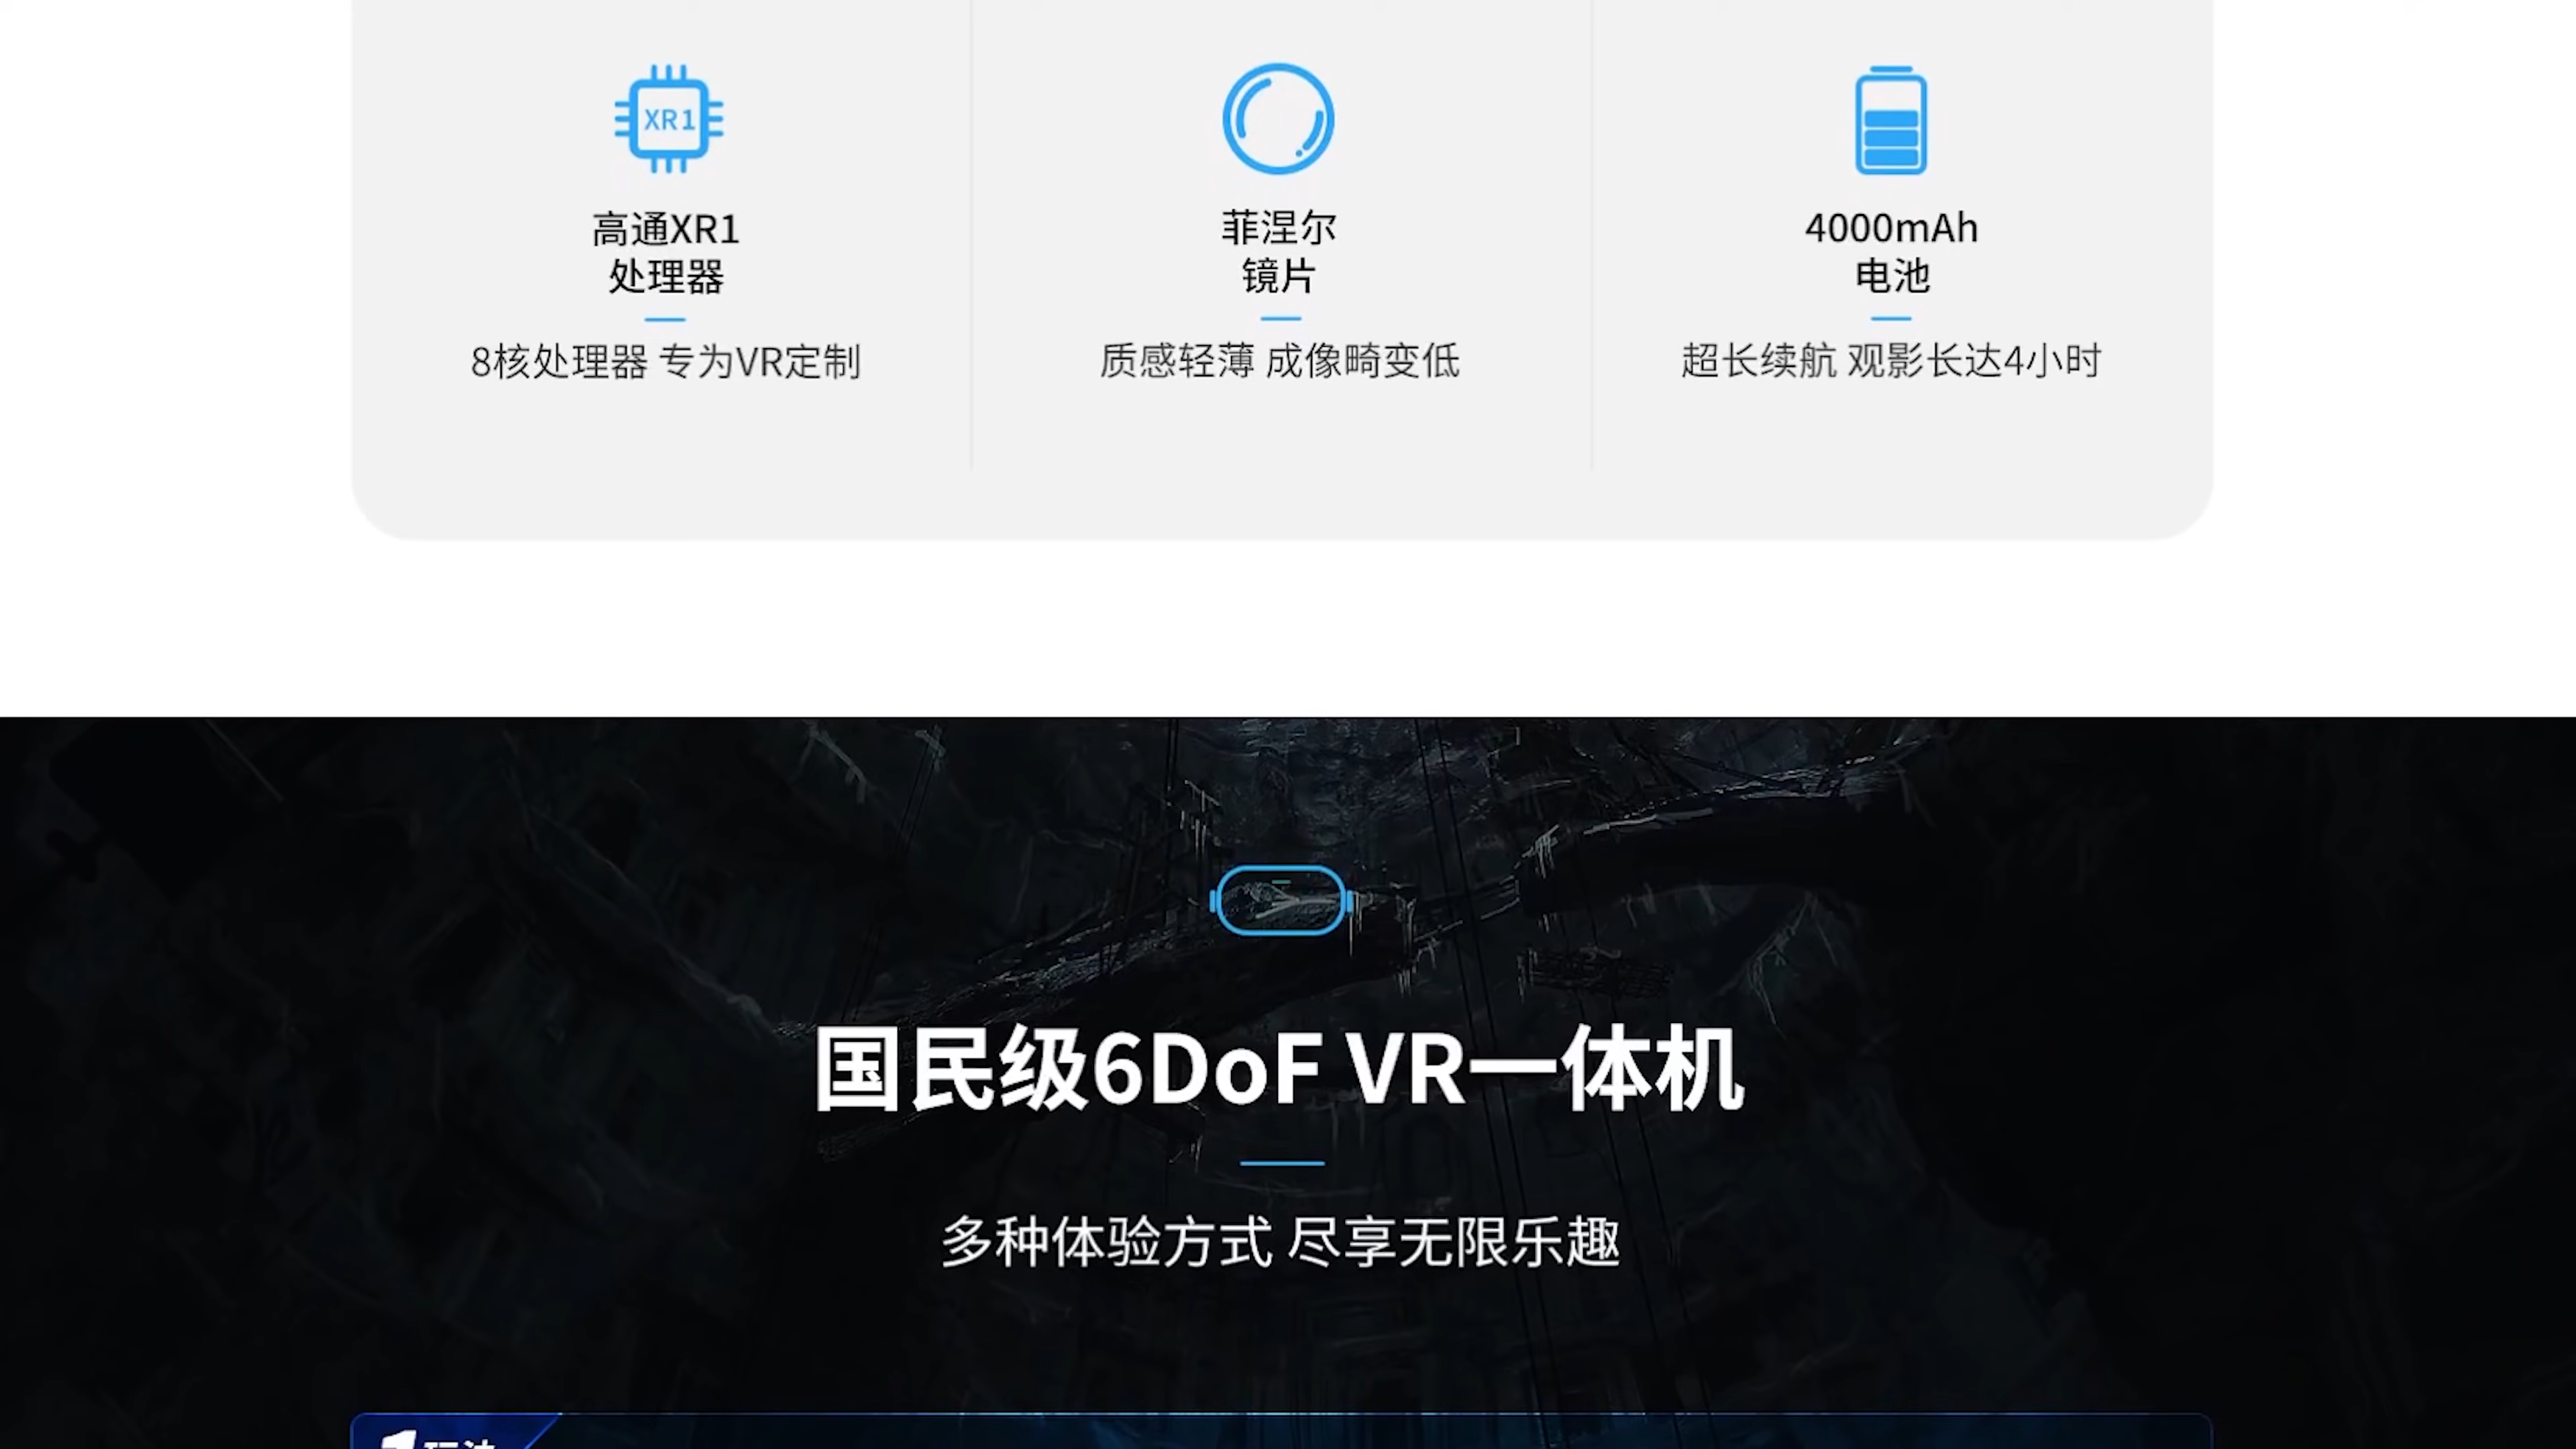 XR1
高通XR1
处理器
8核处理器 专为VR定制
菲涅尔
镜片
质感轻薄 成像畸变低
4000mAh
电池
超长续航 观影长达4小时
国民级6DoF VR一体机
多种体验方式 尽享无限乐趣
1玩法